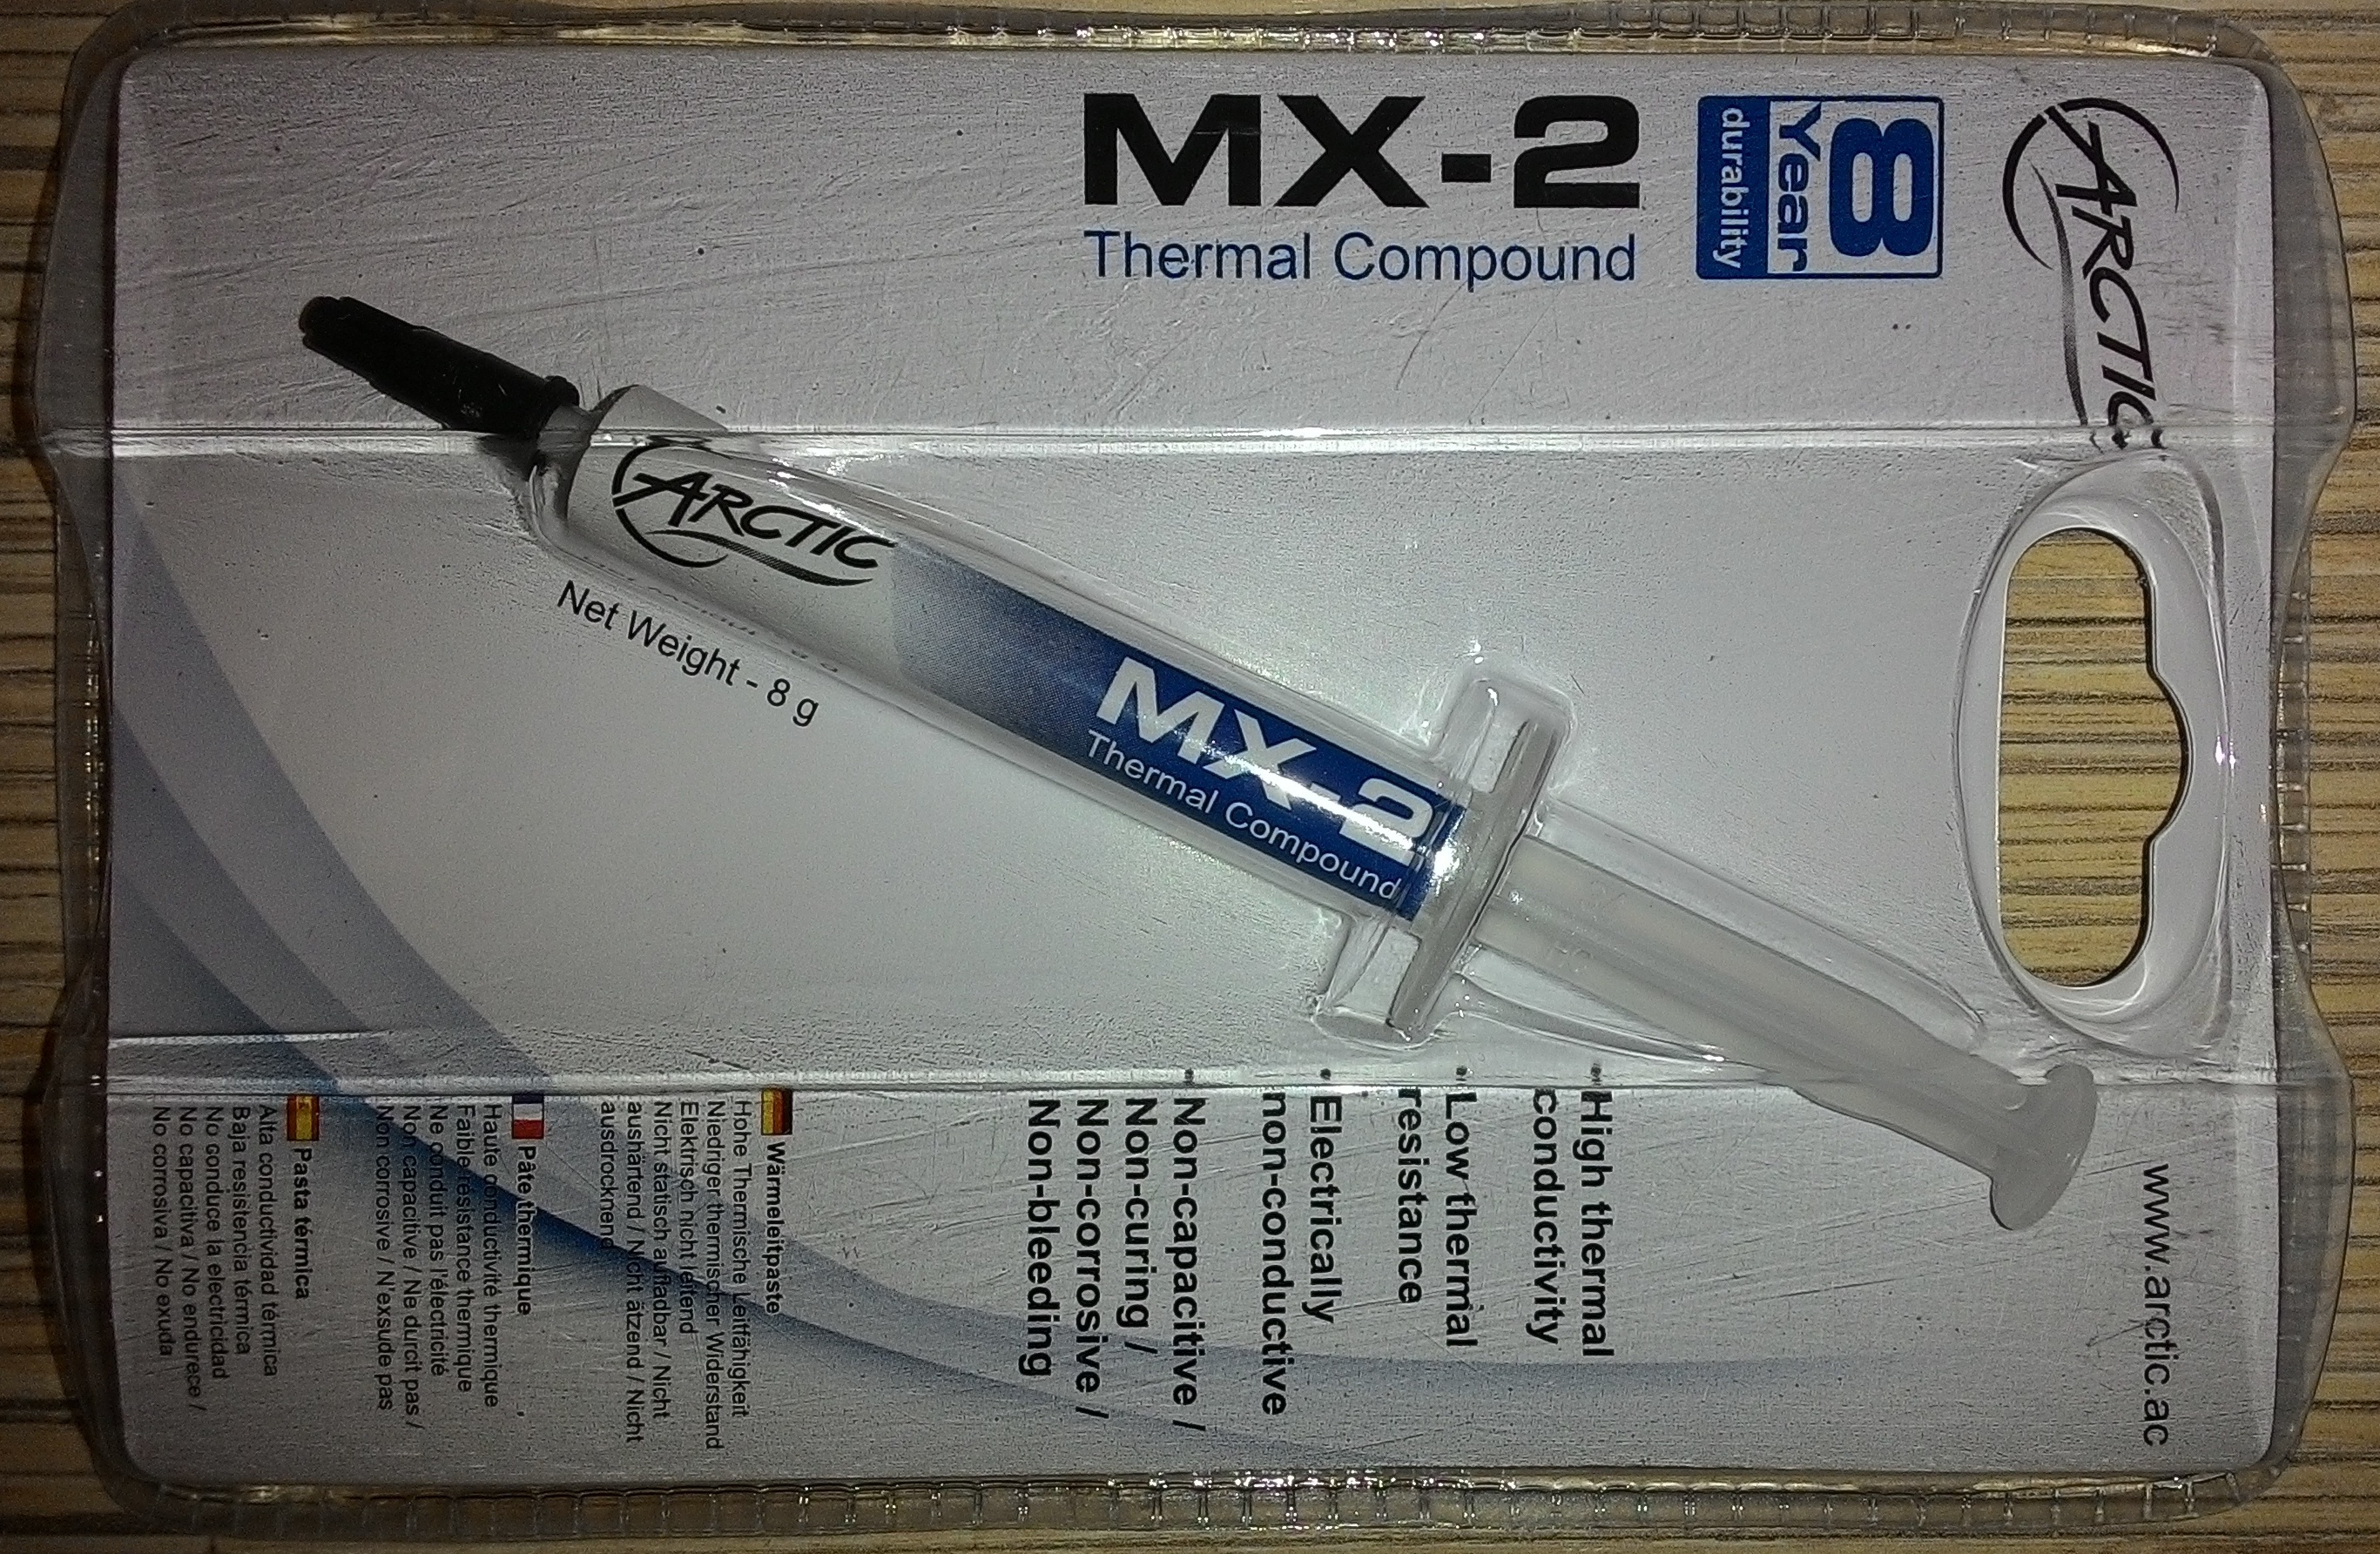 ARCTIC
8
Year
durability
MX-2
Thermal Compound
ARCTIC
MX-2
Thermal Compound
Net Weight - 8 g
www.arctic.ac
• High thermal
conductivity
• Low thermal
resistance
• Electrically
non-conductive
• Non-capacitive /
Non-curing /
Non-corrosive /
Non-bleeding
Wärmeleitpaste
Hohe Thermische Leitfähigkeit
Niedriger thermischer Widerstand
Elektrisch nicht leitend
Nicht statisch aufladbar / Nicht
aushärtend / Nicht ätzend / Nicht
ausdrocknend
Pâte thermique
Haute conductivité thermique
Faible resistance thermique
Ne conduit pas l'électricité
Non capacitive / Ne durcit pas /
Non corrosive / N'exsude pas
Pasta térmica
Alta conductividad térmica
Baja resistencia térmica
No conduce la electricidad
No capacitiva / No endurece /
No corrosiva / No exuda